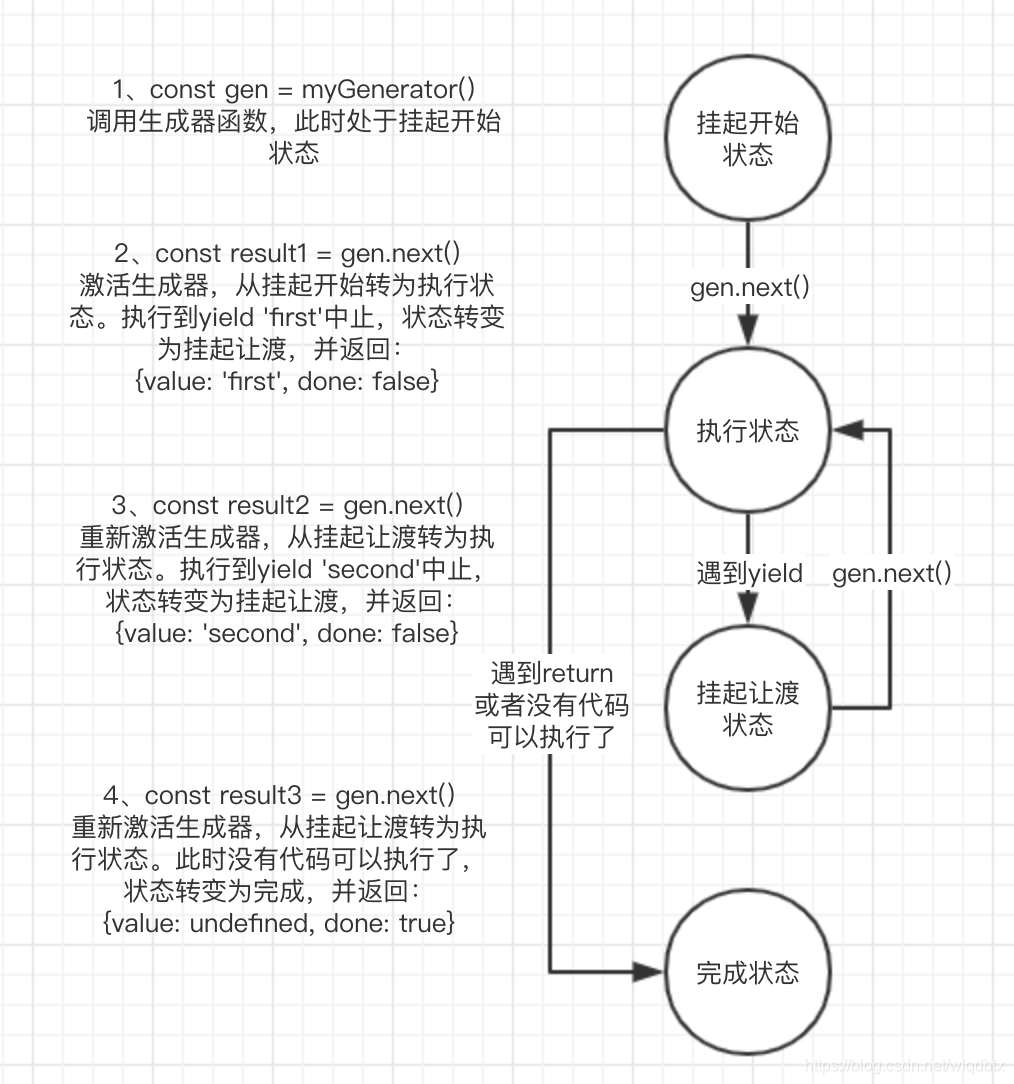 1、const gen = myGenerator()
调用生成器函数，此时处于挂起开始
状态
2、const result1 = gen.next()
激活生成器，从挂起开始转为执行状
态。执行到yield 'first'中止，状态转变
为挂起让渡，并返回：
{value: 'first', done: false}
3、const result2 = gen.next()
重新激活生成器，从挂起让渡转为执
行状态。执行到yield 'second'中止，
状态转变为挂起让渡，并返回：
{value: 'second', done: false}
4、const result3 = gen.next()
重新激活生成器，从挂起让渡转为执
行状态。此时没有代码可以执行了，
状态转变为完成，并返回：
{value: undefined, done: true}
挂起开始
状态
gen.next()
执行状态
遇到yield
gen.next()
挂起让渡
状态
遇到return
或者没有代码
可以执行了
完成状态
https://blog.csdn.net/wlqdbtx